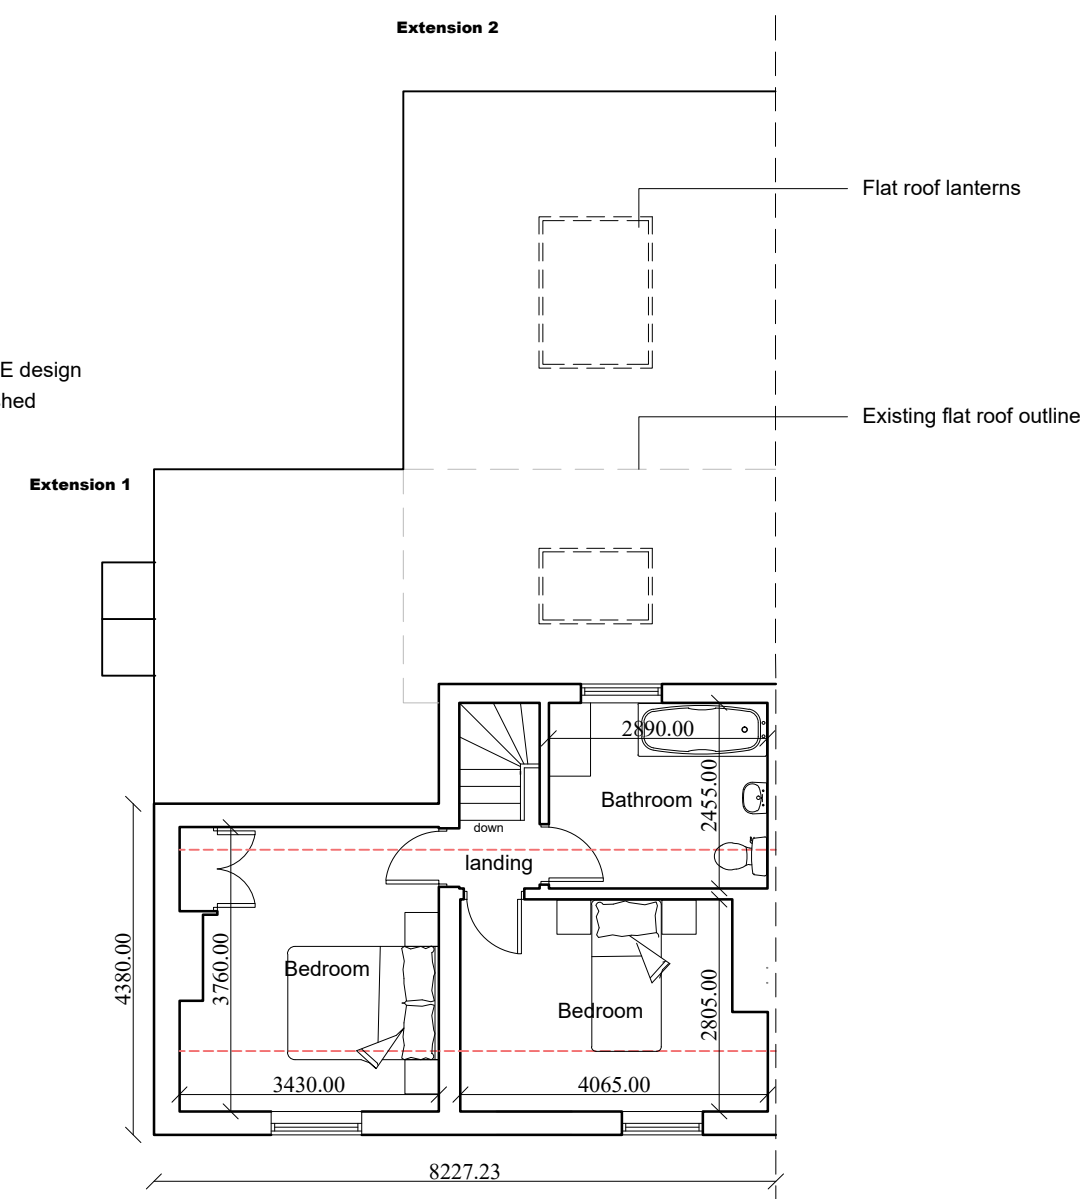 Extension 2
Flat roof lanterns
E design
hed
Existing flat roof outline
Extension 1
2890.00
2455.00
Bathroom
down
landing
4380.00
3760.00
Bedroom
2805.00
Bedroom
3430.00
4065.00
8227.23